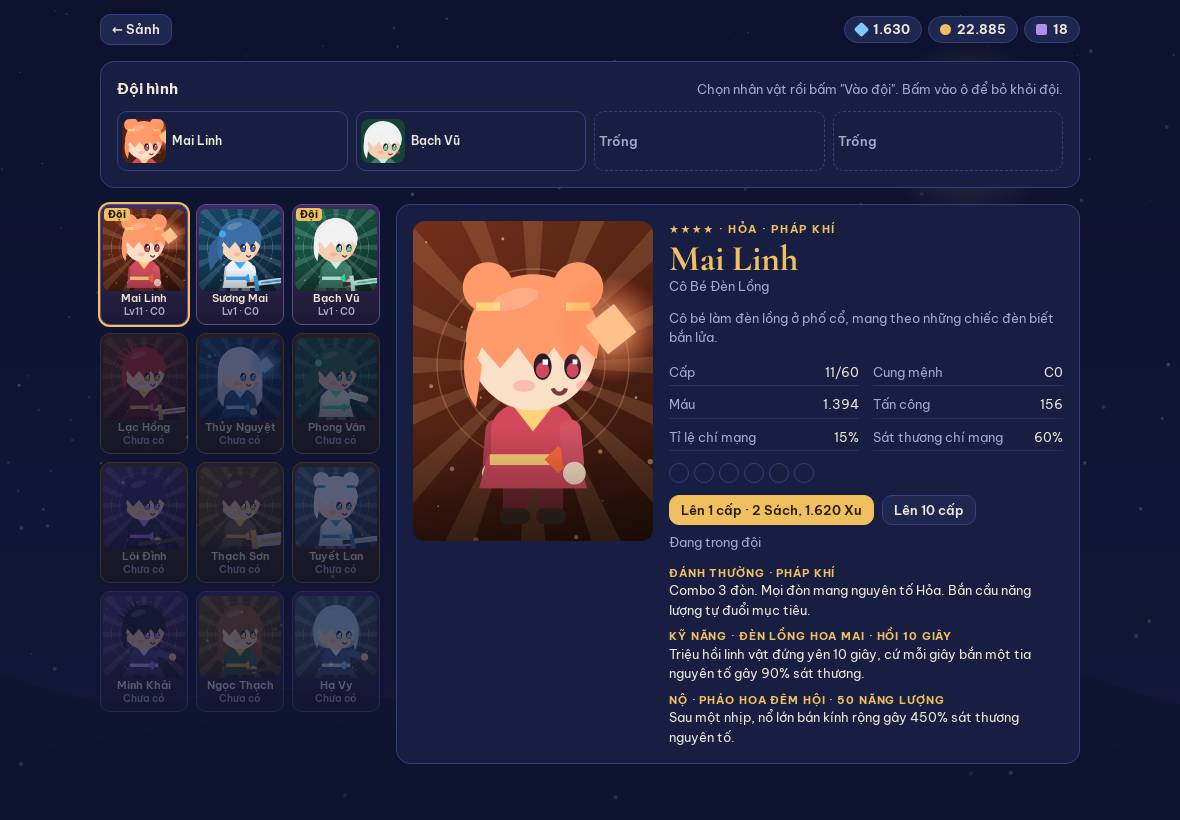 ← Sảnh
1.630
22.885
18
Đội hình
Chọn nhân vật rồi bấm "Vào đội". Bấm vào ô để bỏ khỏi đội.
Mai Linh
Bạch Vũ
Trống
Trống
Đội
Mai Linh
Lv11 · C0
Sương Mai
Lv1 · C0
Đội
Bạch Vũ
Lv1 · C0
Lạc Hồng
Chưa có
Thủy Nguyệt
Chưa có
Phong Vân
Chưa có
Lôi Đình
Chưa có
Thạch Sơn
Chưa có
Tuyết Lan
Chưa có
Minh Khải
Chưa có
Ngọc Thạch
Chưa có
Hạ Vy
Chưa có
★★★★ · HỎA · PHÁP KHÍ
Mai Linh
Cô Bé Đèn Lồng
Cô bé làm đèn lồng ở phố cổ, mang theo những chiếc đèn biết
bắn lửa.
Cấp 11/60
Cung mệnh C0
Máu 1.394
Tấn công 156
Tỉ lệ chí mạng 15%
Sát thương chí mạng 60%
Lên 1 cấp · 2 Sách, 1.620 Xu
Lên 10 cấp
Đang trong đội
ĐÁNH THƯỜNG · PHÁP KHÍ
Combo 3 đòn. Mọi đòn mang nguyên tố Hỏa. Bắn cầu năng
lượng tự đuổi mục tiêu.
KỸ NĂNG · ĐÈN LỒNG HOA MAI · HỒI 10 GIÂY
Triệu hồi linh vật đứng yên 10 giây, cứ mỗi giây bắn một tia
nguyên tố gây 90% sát thương.
NỘ · PHÁO HOA ĐÊM HỘI · 50 NĂNG LƯỢNG
Sau một nhịp, nổ lớn bán kính rộng gây 450% sát thương
nguyên tố.